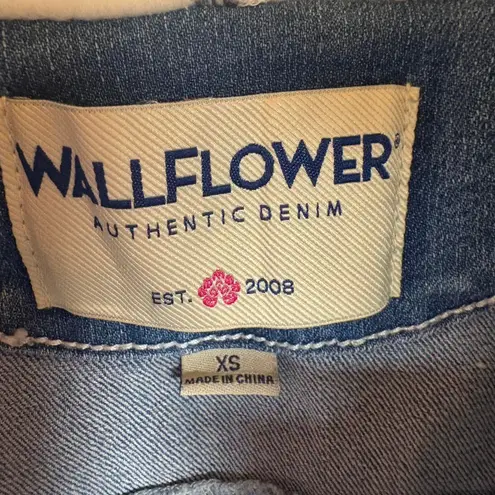 WALLFLOWER®
AUTHENTIC DENIM
EST. 2008
XS
MADE IN CHINA